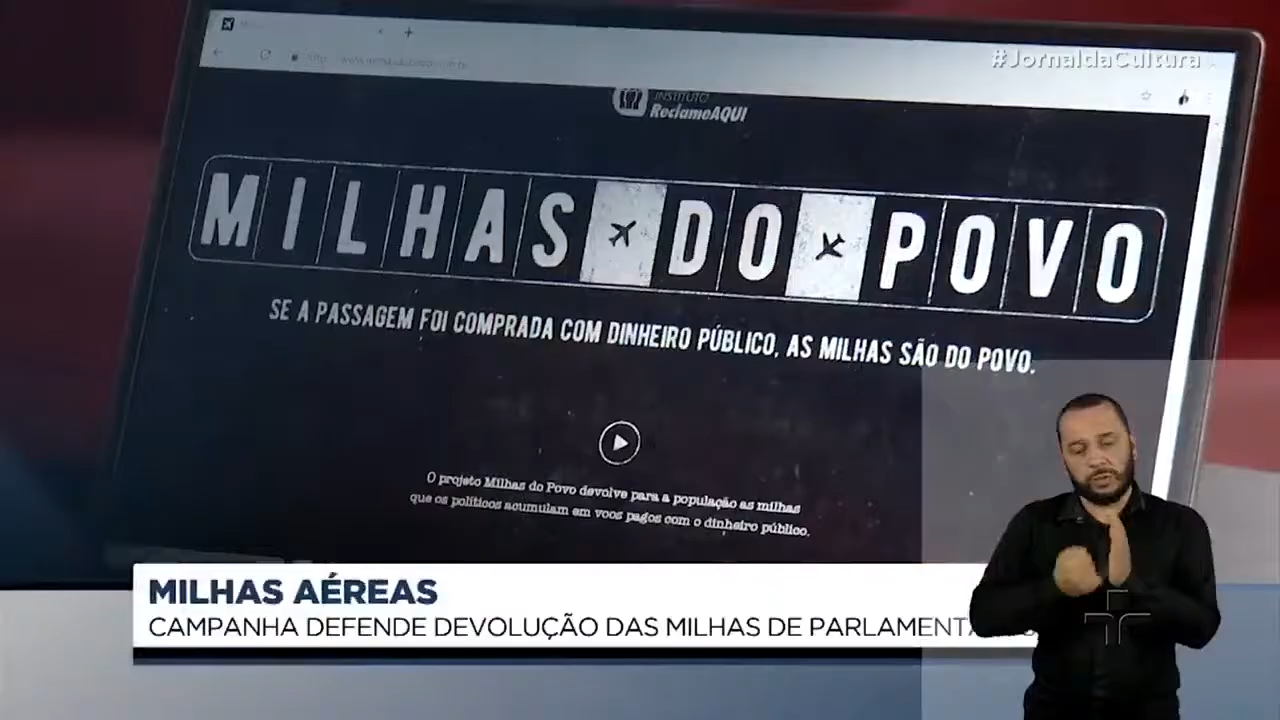 #JornaldaCultura
INSTITUTO
ReclameAQUI
MILHAS DO POVO
SE A PASSAGEM FOI COMPRADA COM DINHEIRO PÚBLICO, AS MILHAS SÃO DO POVO.
O projeto Milhas do Povo devolve para a população as milhas
que os políticos acumulam em voos pagos com o dinheiro público.
MILHAS AÉREAS
CAMPANHA DEFENDE DEVOLUÇÃO DAS MILHAS DE